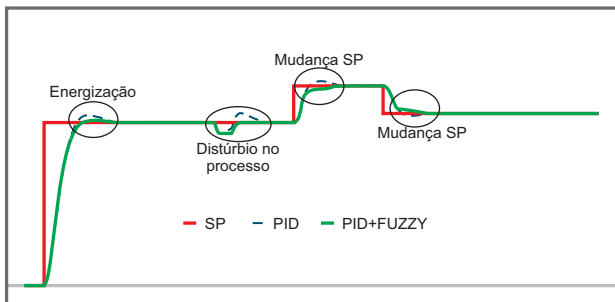 Mudança SP
Energização
Mudança SP
Distúrbio no
processo
SP PID PID+FUZZY